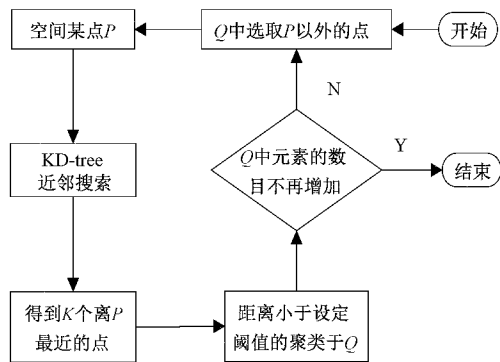 空间某点P
Q中选取P以外的点
开始
N
KD-tree
近邻搜索
Q中元素的数
目不再增加
Y
结束
得到K个离P
最近的点
距离小于设定
阈值的聚类于Q